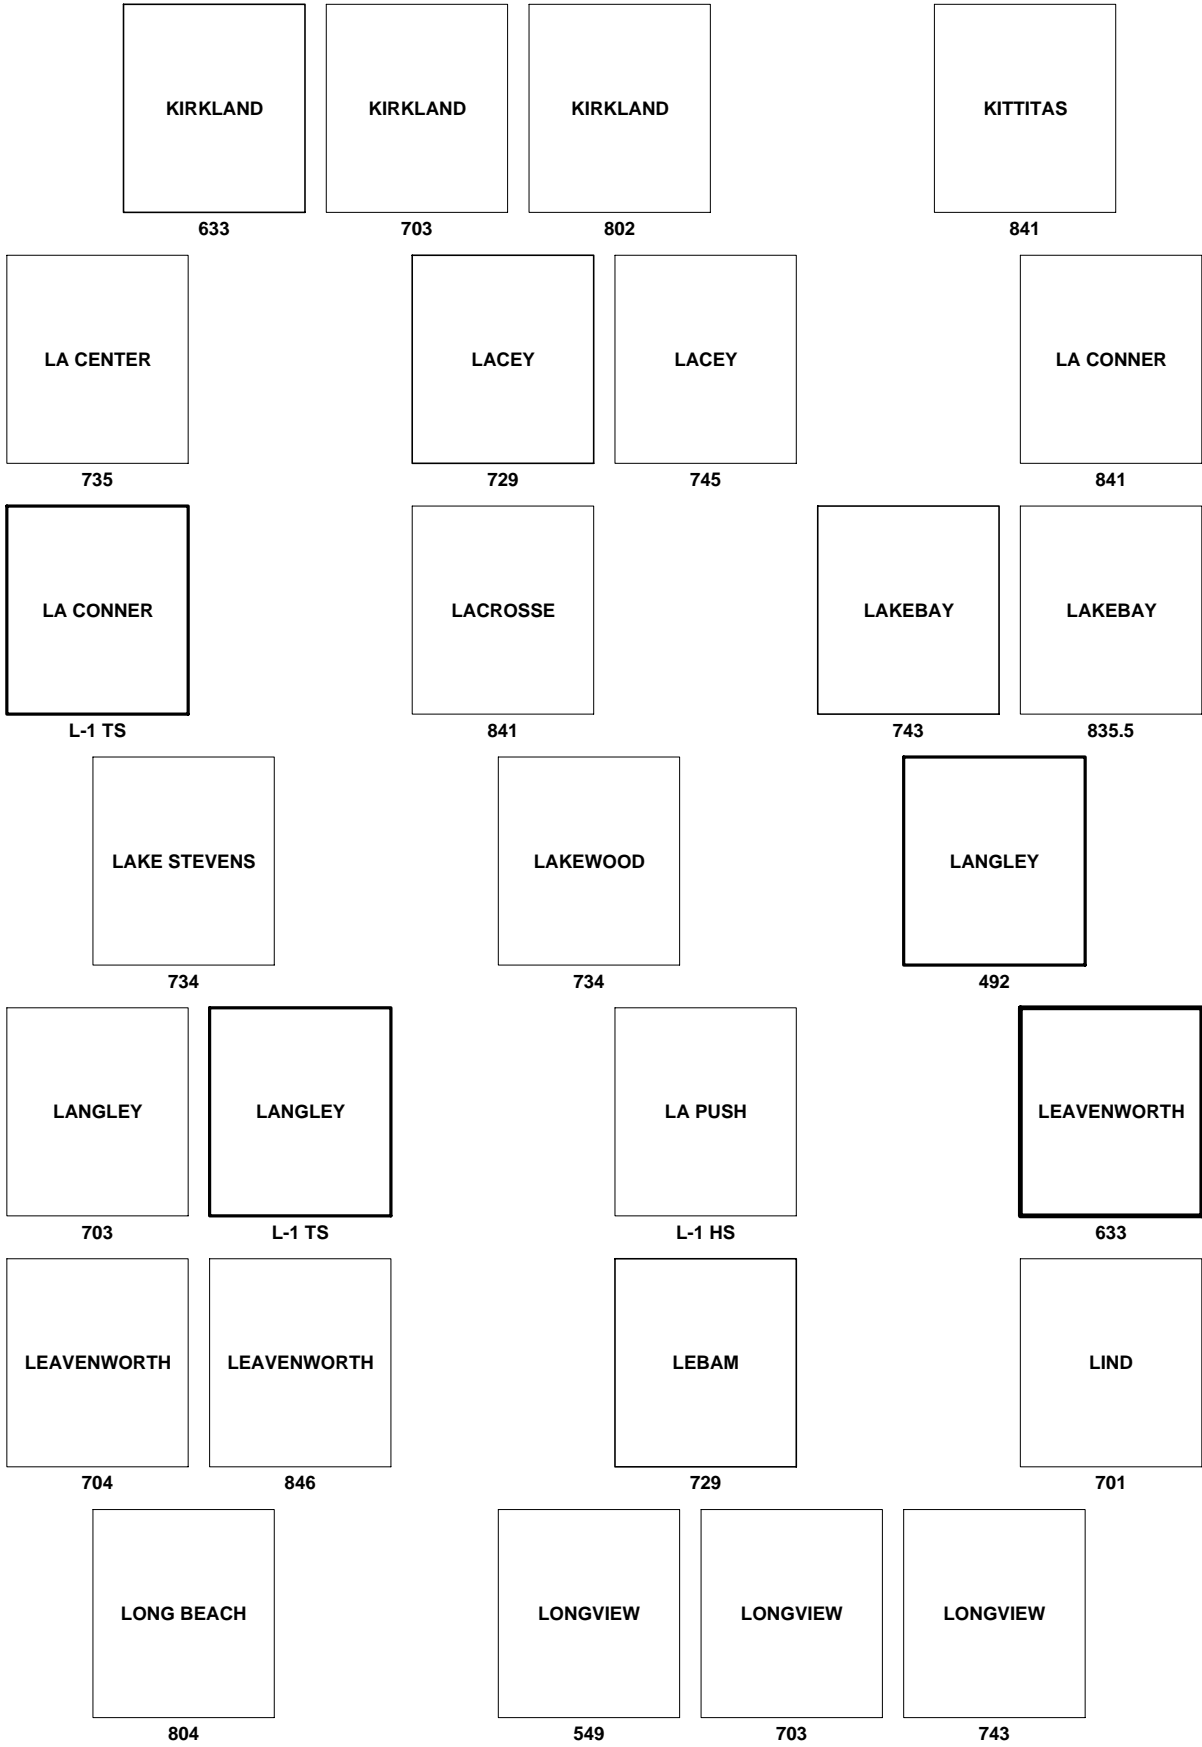 KIRKLAND KIRKLAND KIRKLAND KITTITAS
633 703 802 841
LA CENTER LACEY LACEY LA CONNER
735 729 745 841
LA CONNER LACROSSE LAKEBAY LAKEBAY
L-1 TS 841 743 835.5
LAKE STEVENS LAKEWOOD LANGLEY
734 734 492
LANGLEY LANGLEY LA PUSH LEAVENWORTH
703 L-1 TS L-1 HS 633
LEAVENWORTH LEAVENWORTH LEBAM LIND
704 846 729 701
LONG BEACH LONGVIEW LONGVIEW LONGVIEW
804 549 703 743